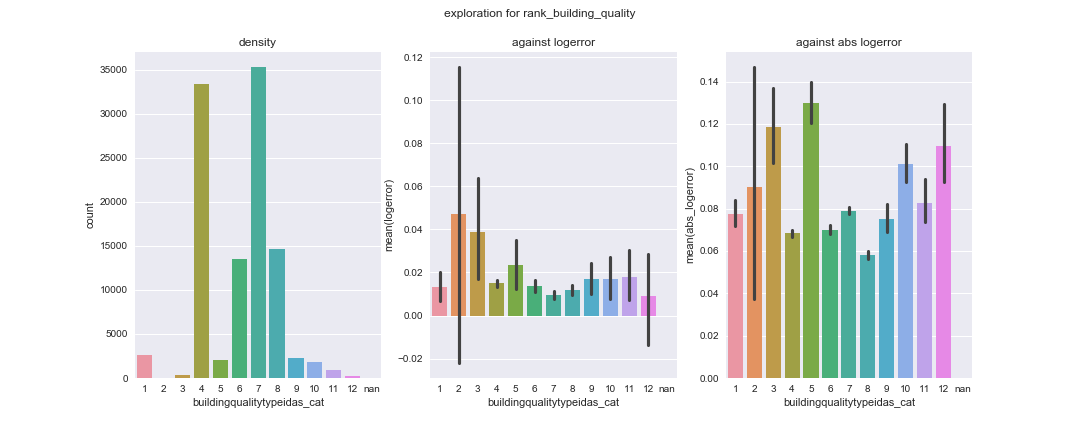 exploration for rank_building_quality
density
count
35000
30000
25000
20000
15000
10000
5000
0
1 2 3 4 5 6 7 8 9 10 11 12 nan
buildingqualitytypeidas_cat
against logerror
mean(logerror)
0.12
0.10
0.08
0.06
0.04
0.02
0.00
−0.02
1 2 3 4 5 6 7 8 9 10 11 12 nan
buildingqualitytypeidas_cat
against abs logerror
mean(abs_logerror)
0.14
0.12
0.10
0.08
0.06
0.04
0.02
0.00
1 2 3 4 5 6 7 8 9 10 11 12 nan
buildingqualitytypeidas_cat